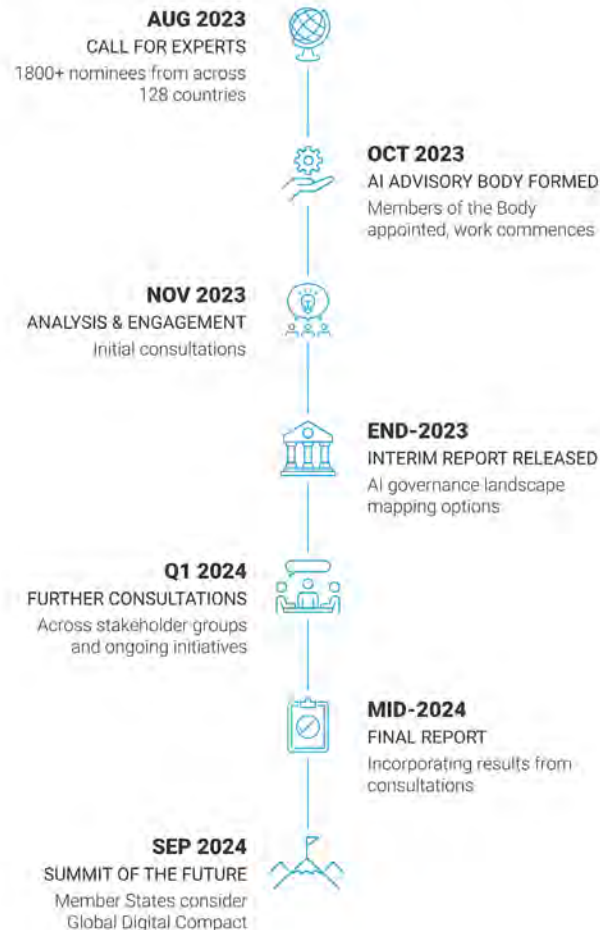 AUG 2023
CALL FOR EXPERTS
1800+ nominees from across
128 countries
OCT 2023
AI ADVISORY BODY FORMED
Members of the Body
appointed, work commences
NOV 2023
ANALYSIS & ENGAGEMENT
Initial consultations
END-2023
INTERIM REPORT RELEASED
AI governance landscape
mapping options
Q1 2024
FURTHER CONSULTATIONS
Across stakeholder groups
and ongoing initiatives
MID-2024
FINAL REPORT
Incorporating results from
consultations
SEP 2024
SUMMIT OF THE FUTURE
Member States consider
Global Digital Compact